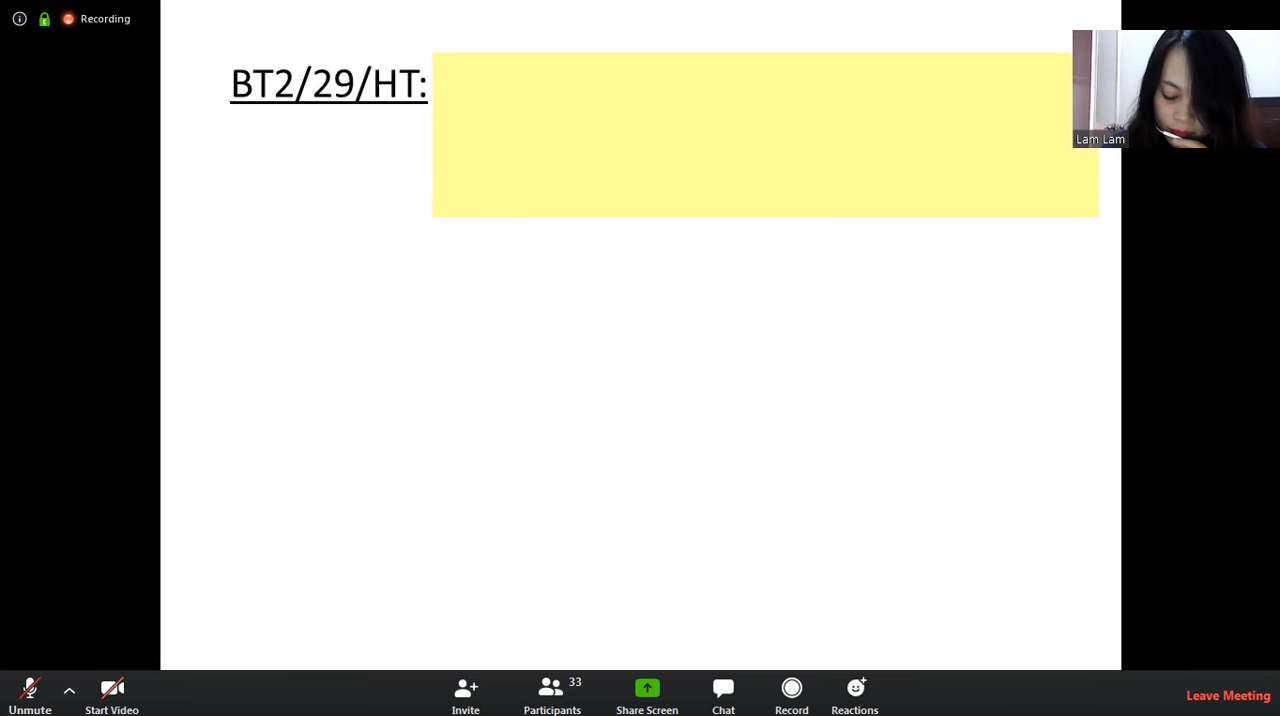 Recording
BT2/29/HT:
Lam Lam
Unmute
Start Video
Invite
Participants
33
Share Screen
Chat
Record
Reactions
Leave Meeting